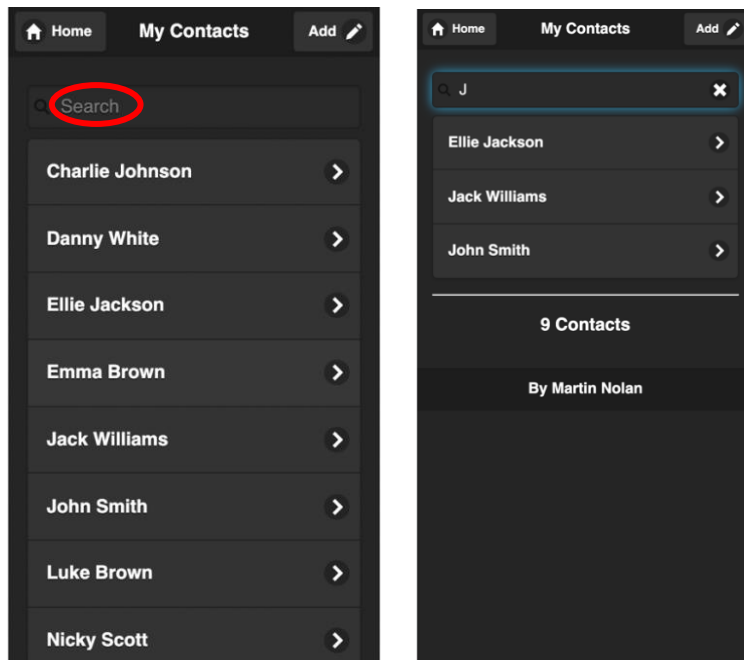 Home My Contacts Add
Search
Charlie Johnson
Danny White
Ellie Jackson
Emma Brown
Jack Williams
John Smith
Luke Brown
Nicky Scott
Home My Contacts Add
J
Ellie Jackson
Jack Williams
John Smith
9 Contacts
By Martin Nolan